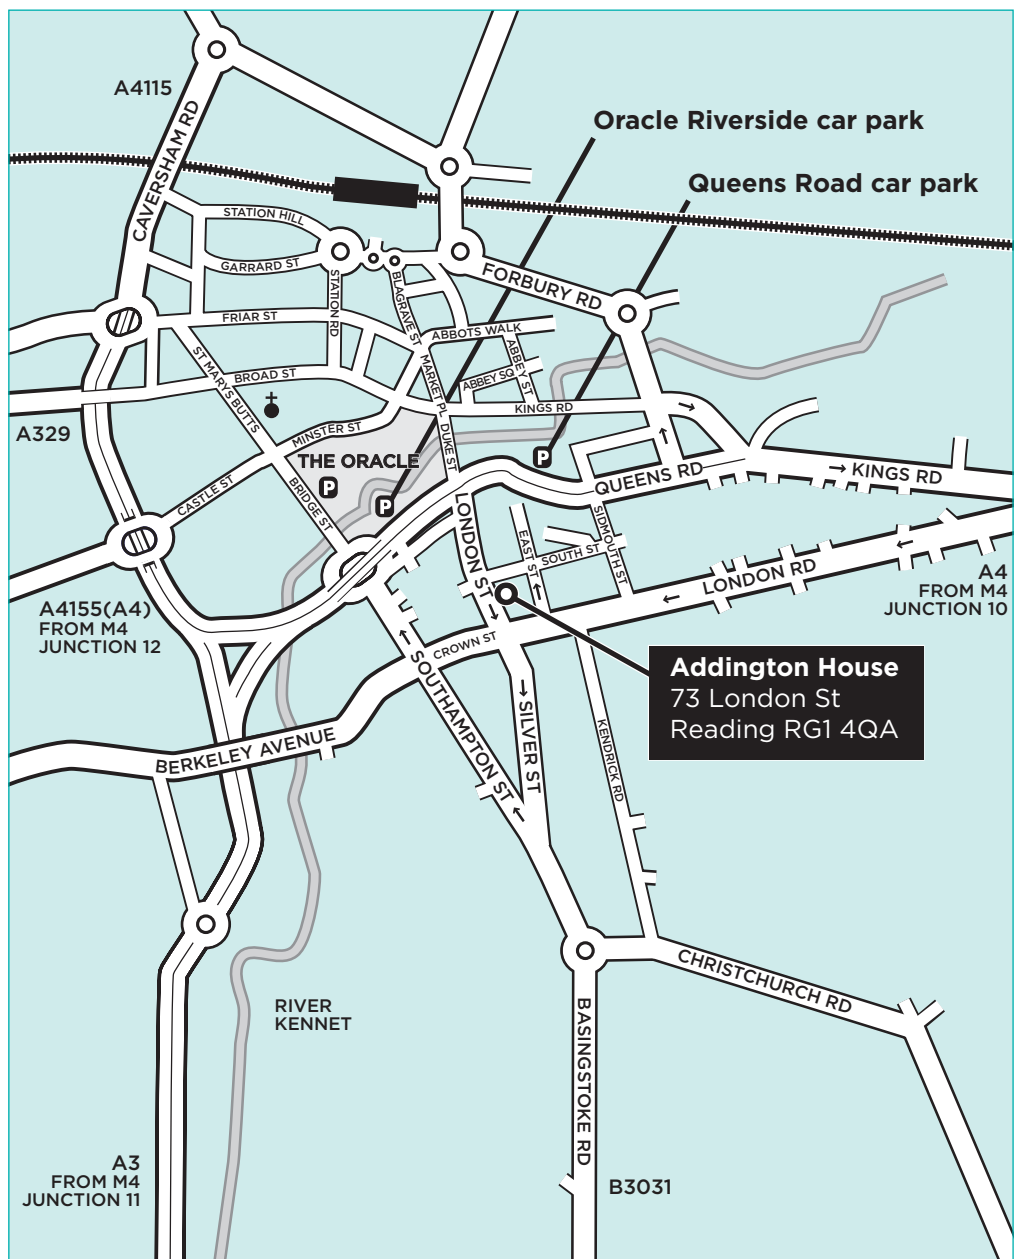 A4115
CAVERSHAM RD
Oracle Riverside car park
Queens Road car park
STATION HILL
GARRARD ST
STATION RD
BLAGRAVE ST
FORBURY RD
FRIAR ST
ABBOTS WALK
ST MARYS BUTTS
MARKET PL
ABBEY SQ
ABBEY ST
BROAD ST
KINGS RD
A329
MINSTER ST
DUKE ST
THE ORACLE
P
P
P
CASTLE ST
BRIDGE ST
QUEENS RD
KINGS RD
LONDON ST
EAST ST
SOUTH ST
SIDMOUTH ST
LONDON RD
A4
FROM M4
JUNCTION 10
A4155(A4)
FROM M4
JUNCTION 12
CROWN ST
Addington House
73 London St
Reading RG1 4QA
SOUTHAMPTON ST
SILVER ST
KENDRICK RD
BERKELEY AVENUE
CHRISTCHURCH RD
RIVER
KENNET
BASINGSTOKE RD
A3
FROM M4
JUNCTION 11
B3031